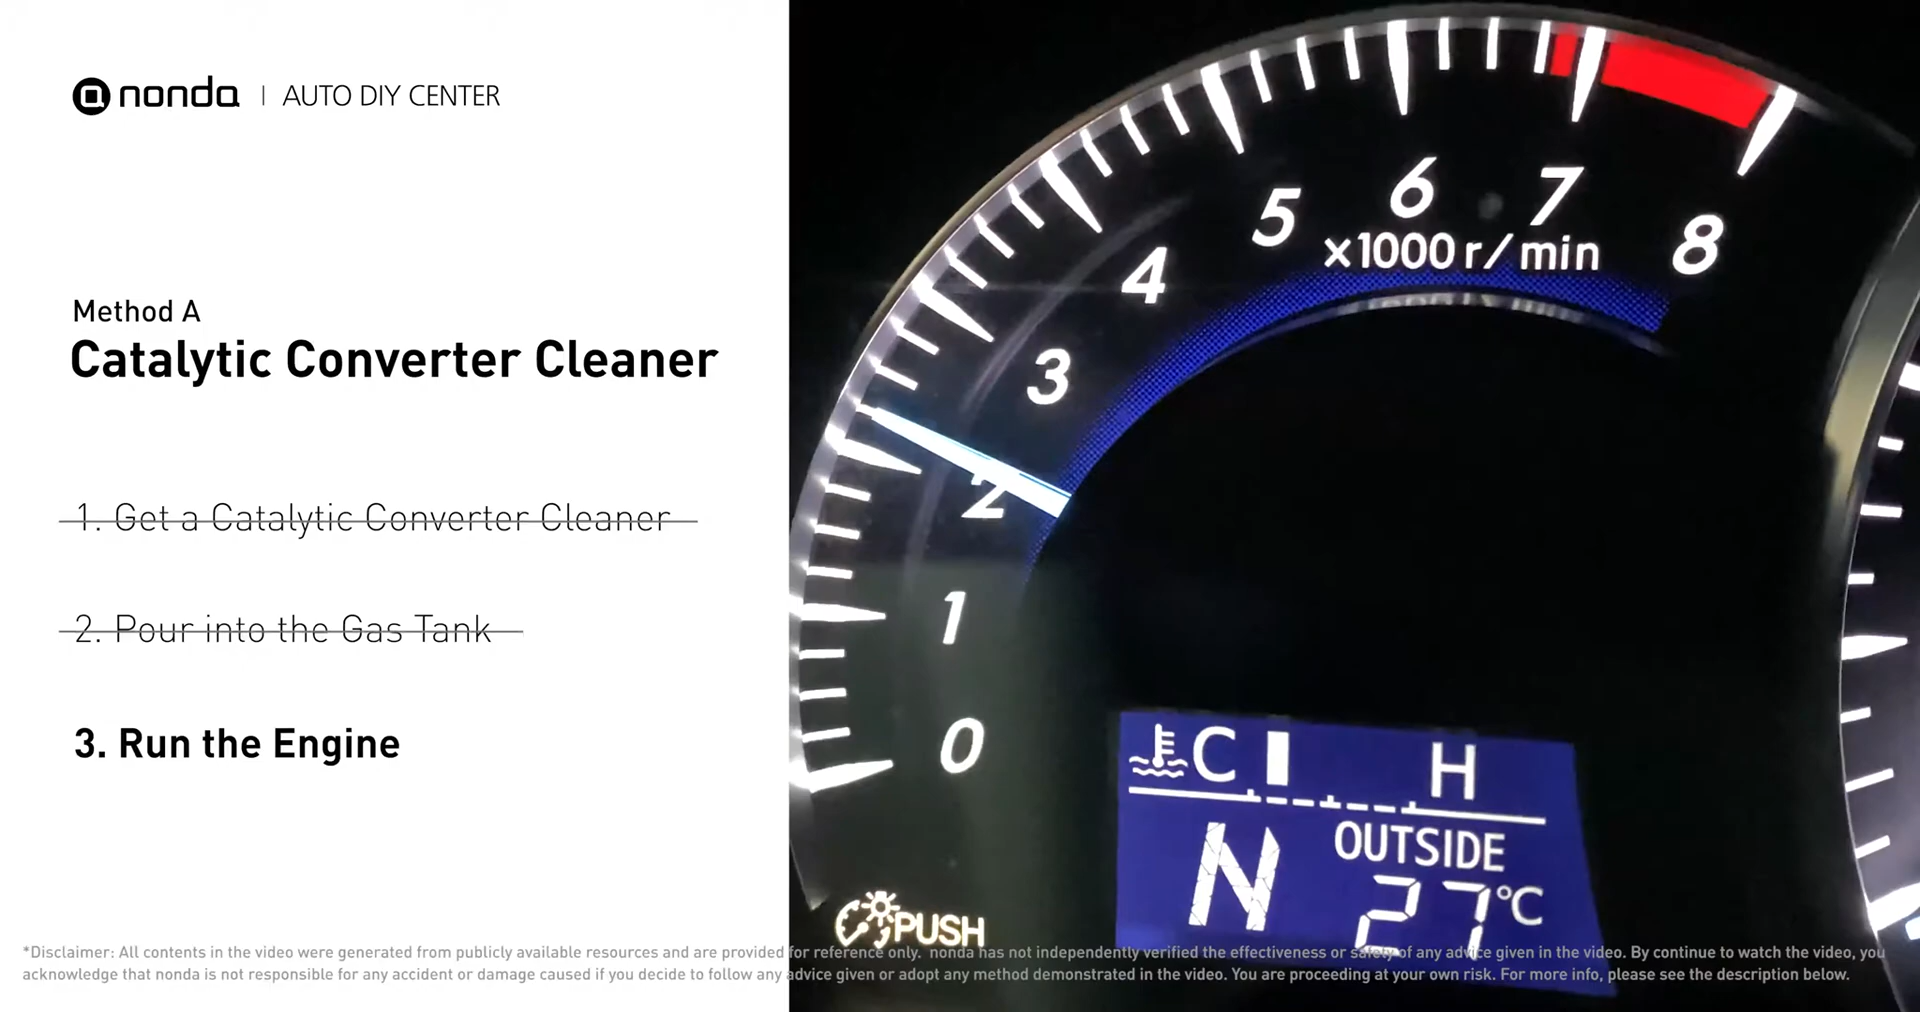 nonda | AUTO DIY CENTER
Method A
Catalytic Converter Cleaner
1. Get a Catalytic Converter Cleaner
2. Pour into the Gas Tank
3. Run the Engine
0
1
2
3
4
5
6
7
8
x1000 r/min
C H
N OUTSIDE
27°C
PUSH
*Disclaimer: All contents in the video were generated from publicly available resources and are provided for reference only. nonda has not independently verified the effectiveness or safety of any advice given in the video. By continue to watch the video, you
acknowledge that nonda is not responsible for any accident or damage caused if you decide to follow any advice given or adopt any method demonstrated in the video. You are proceeding at your own risk. For more info, please see the description below.